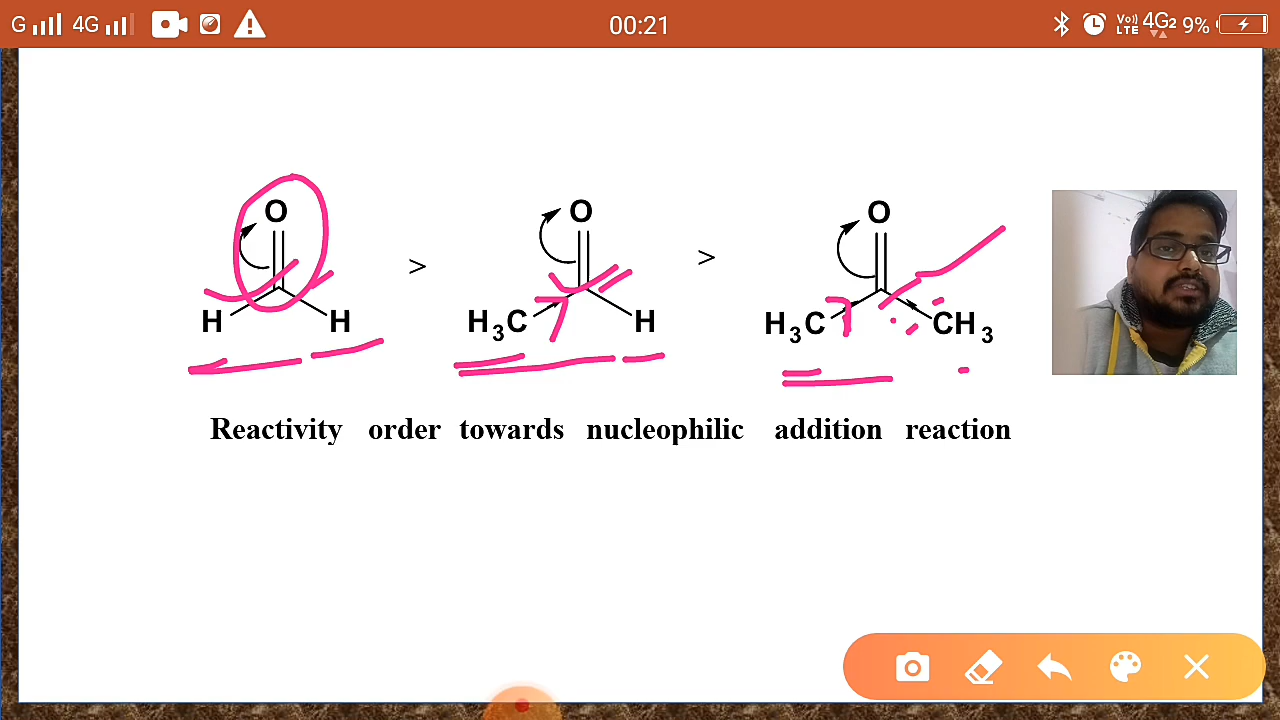 G 4G 00:21 Vo)) LTE 4G2 9%
O O O
> >
H H H3C H H3C CH3
Reactivity order towards nucleophilic addition reaction